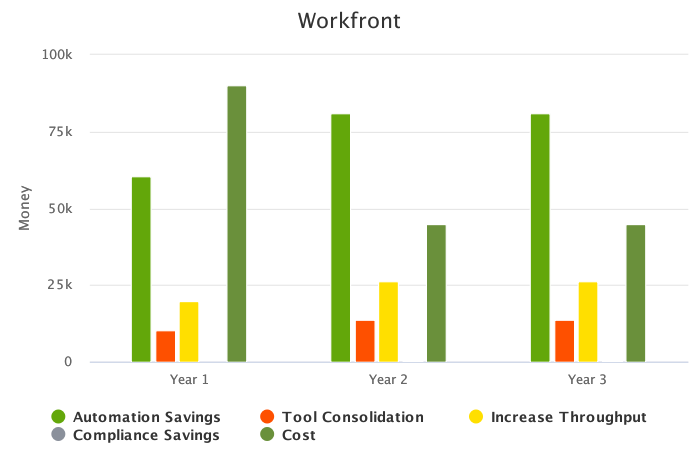 Workfront
100k
75k
50k
25k
0
Money
Year 1 Year 2 Year 3
Automation Savings Tool Consolidation Increase Throughput
Compliance Savings Cost